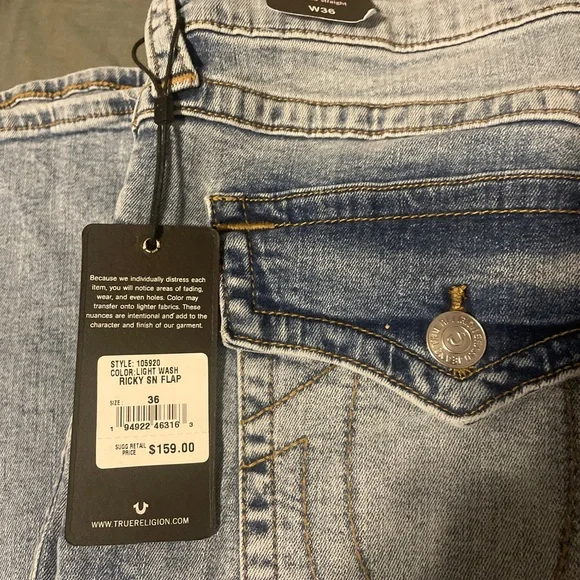 Straight
W36
Because we individually distress each
item, you will notice areas of fading,
wear, and even holes. Color may
transfer onto lighter fabrics. These
nuances are intentional and add to the
character and finish of our garment.
STYLE: 105920
COLOR:LIGHT WASH
RICKY SN FLAP
SIZE : 36
1 94922 46316 3
SUGG RETAIL
PRICE $159.00
WWW.TRUERELIGION.COM